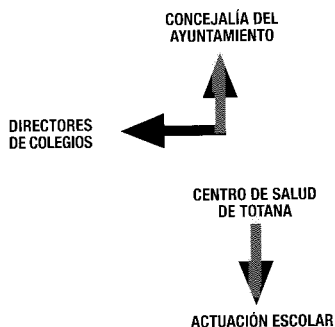 CONCEJALÍA DEL
AYUNTAMIENTO
DIRECTORES
DE COLEGIOS
CENTRO DE SALUD
DE TOTANA
ACTUACIÓN ESCOLAR